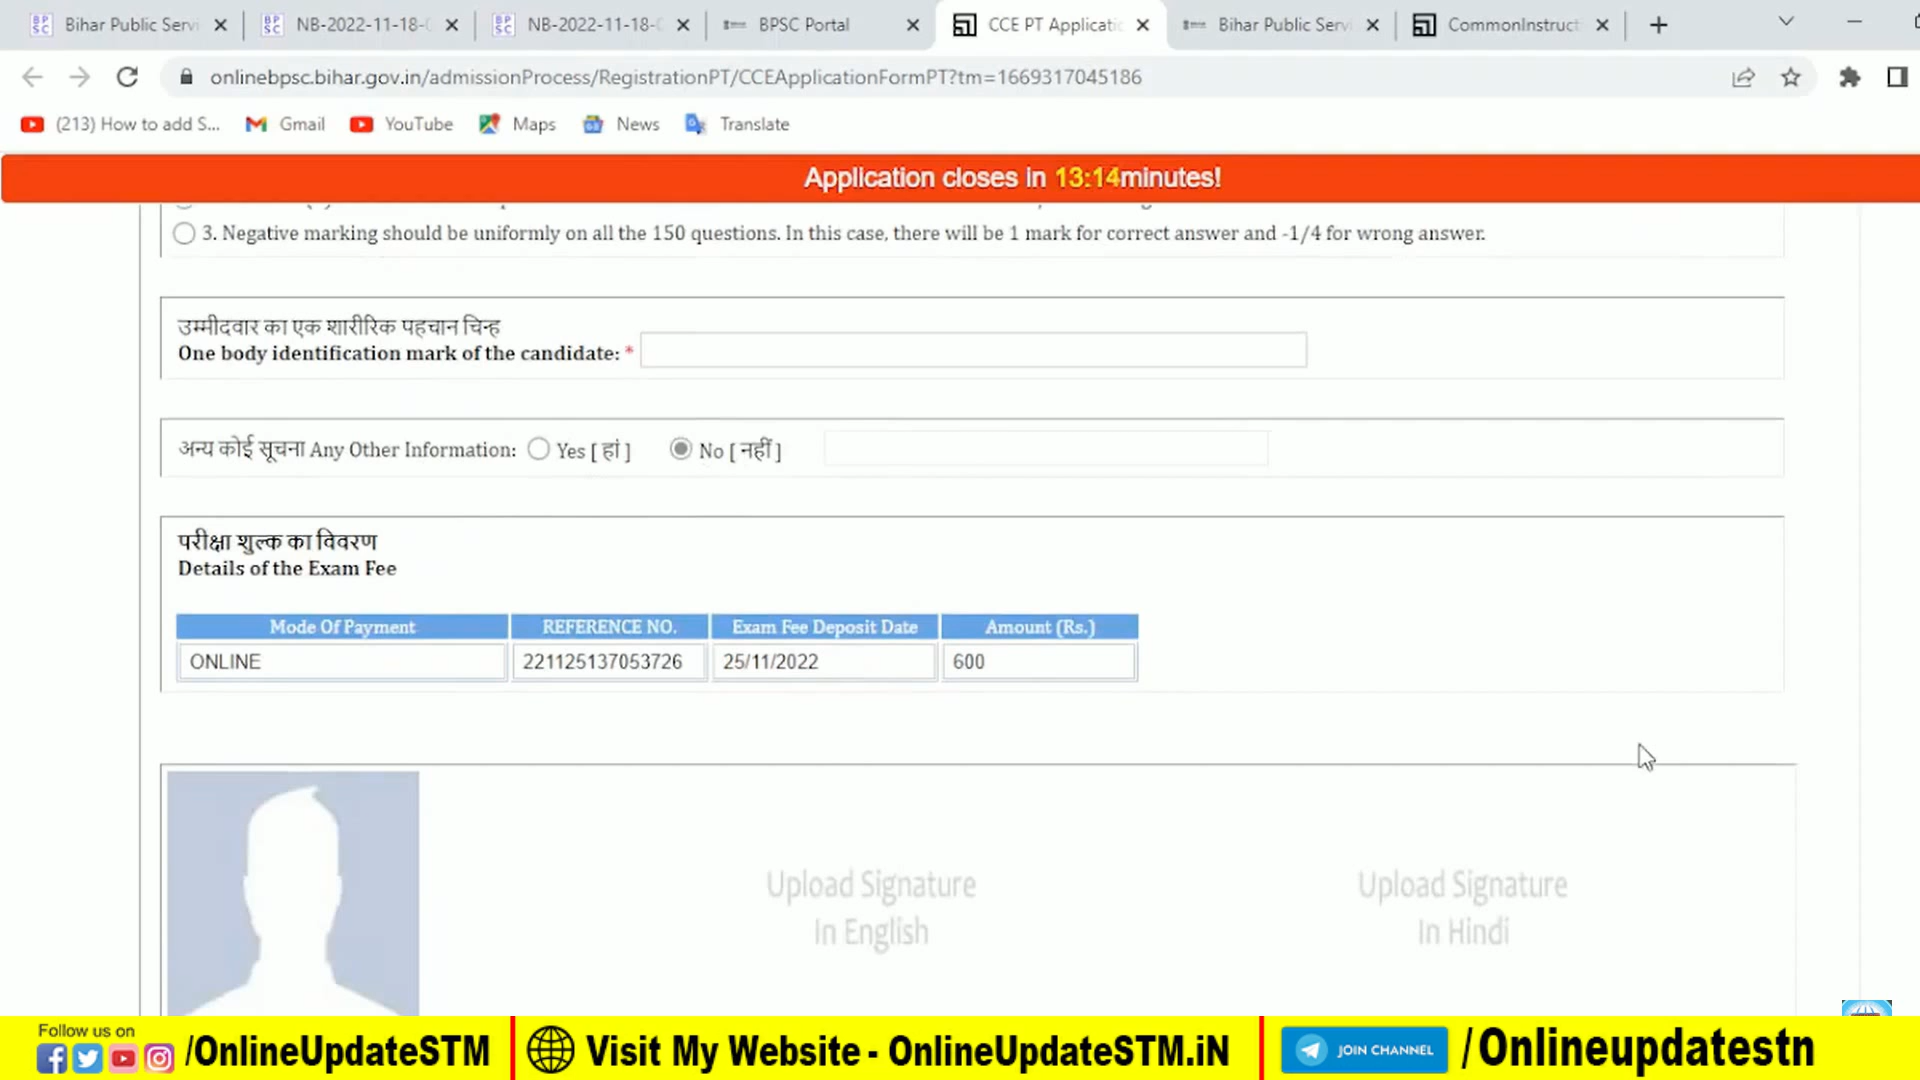 Bihar Public Servi
NB-2022-11-18-0
NB-2022-11-18-0
BPSC Portal
CCE PT Applicatio
Bihar Public Servi
CommonInstruct
onlinebpsc.bihar.gov.in/admissionProcess/RegistrationPT/CCEApplicationFormPT?tm=1669317045186
(213) How to add S...
Gmail
YouTube
Maps
News
Translate
Application closes in 13:14minutes!
3. Negative marking should be uniformly on all the 150 questions. In this case, there will be 1 mark for correct answer and -1/4 for wrong answer.
उम्मीदवार का एक शारीरिक पहचान चिन्ह
One body identification mark of the candidate: *
अन्य कोई सूचना Any Other Information: Yes [ हां ] No [ नहीं ]
परीक्षा शुल्क का विवरण
Details of the Exam Fee
Mode Of Payment REFERENCE NO. Exam Fee Deposit Date Amount (Rs.)
ONLINE 221125137053726 25/11/2022 600
Upload Signature
In English
Upload Signature
In Hindi
Follow us on
/OnlineUpdateSTM
Visit My Website - OnlineUpdateSTM.iN
JOIN CHANNEL
/Onlineupdatestn